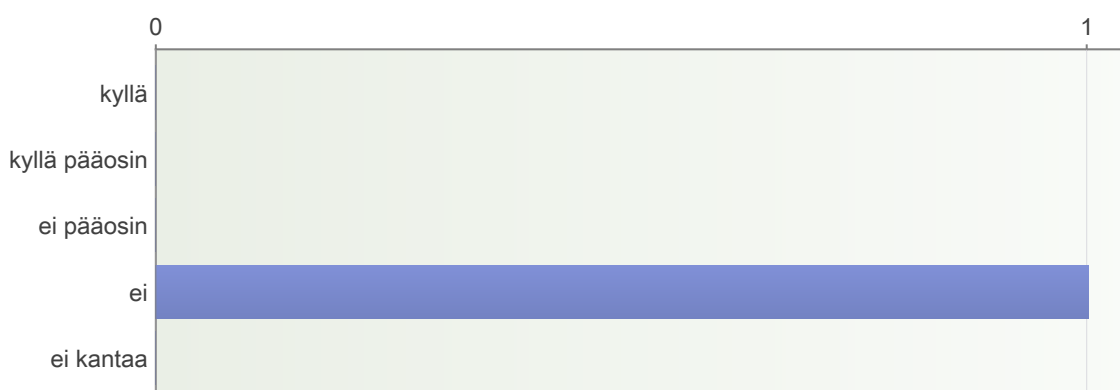 0 1
kyllä
kyllä pääosin
ei pääosin
ei
ei kantaa